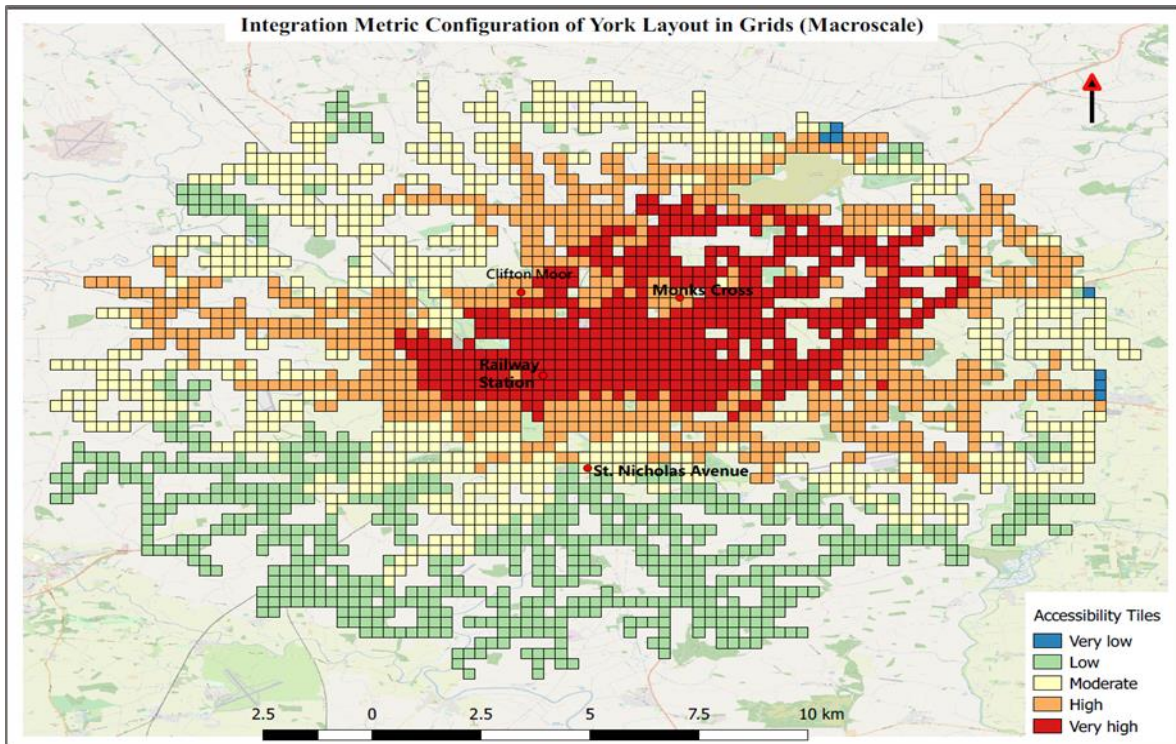 Integration Metric Configuration of York Layout in Grids (Macroscale)
Clifton Moor
Monks Cross
Railway
Station
St. Nicholas Avenue
Accessibility Tiles
Very low
Low
Moderate
High
Very high
2.5 0 2.5 5 7.5 10 km